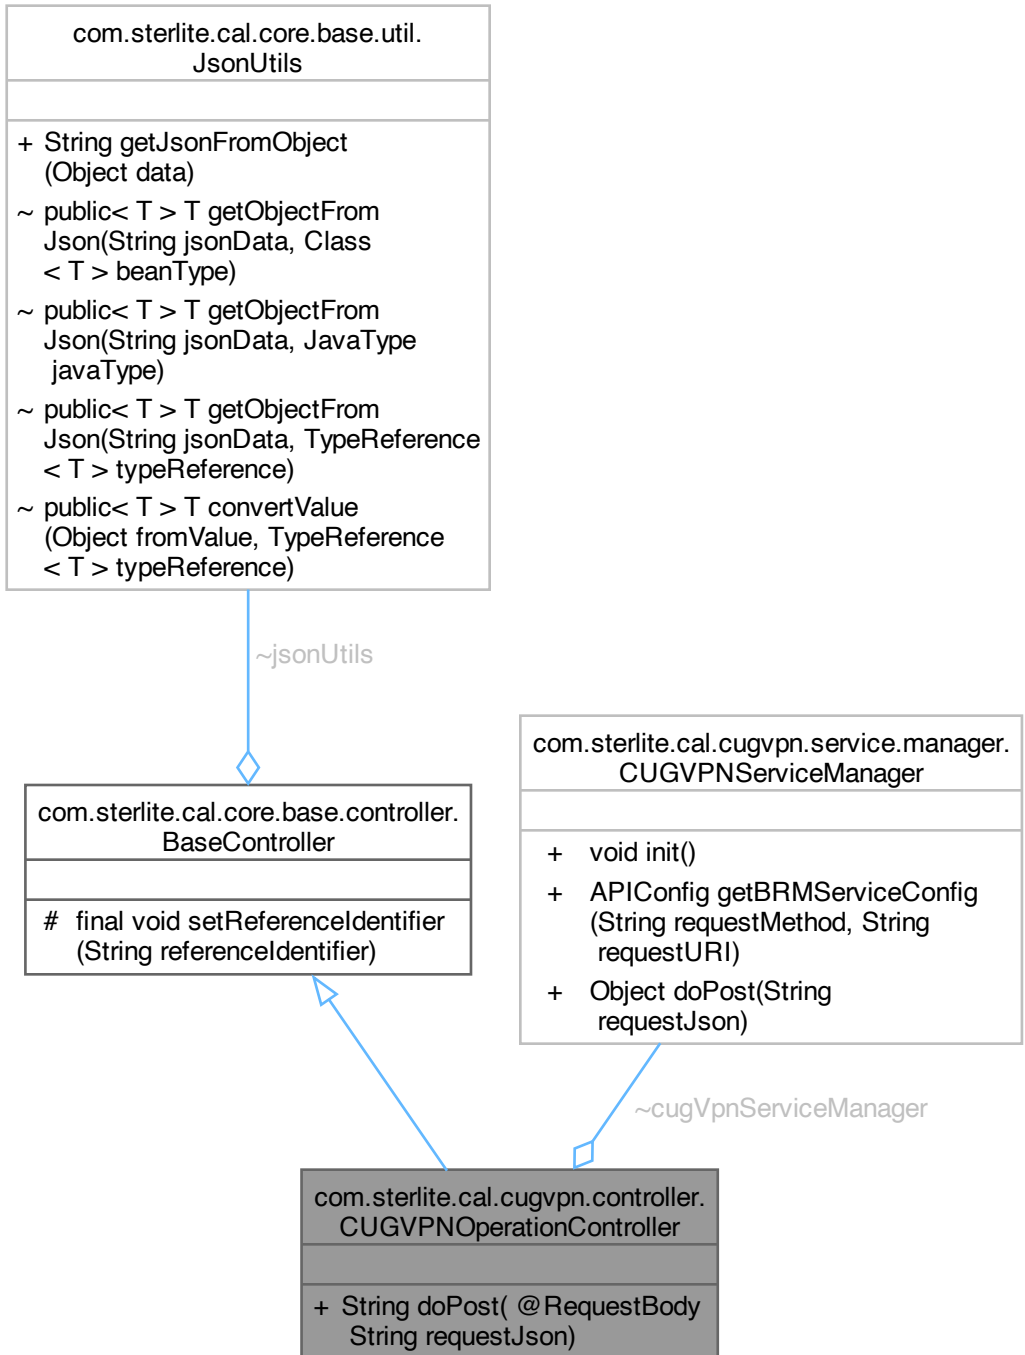 com.sterlite.cal.core.base.util.
JsonUtils
+ String getJsonFromObject
(Object data)
~ public< T > T getObjectFrom
Json(String jsonData, Class
< T > beanType)
~ public< T > T getObjectFrom
Json(String jsonData, JavaType
javaType)
~ public< T > T getObjectFrom
Json(String jsonData, TypeReference
< T > typeReference)
~ public< T > T convertValue
(Object fromValue, TypeReference
< T > typeReference)
~jsonUtils
com.sterlite.cal.core.base.controller.
BaseController
# final void setReferenceIdentifier
(String referenceIdentifier)
com.sterlite.cal.cugvpn.service.manager.
CUGVPNServiceManager
+ void init()
+ APIConfig getBRMServiceConfig
(String requestMethod, String
requestURI)
+ Object doPost(String
requestJson)
~cugVpnServiceManager
com.sterlite.cal.cugvpn.controller.
CUGVPNOperationController
+ String doPost( @RequestBody
String requestJson)